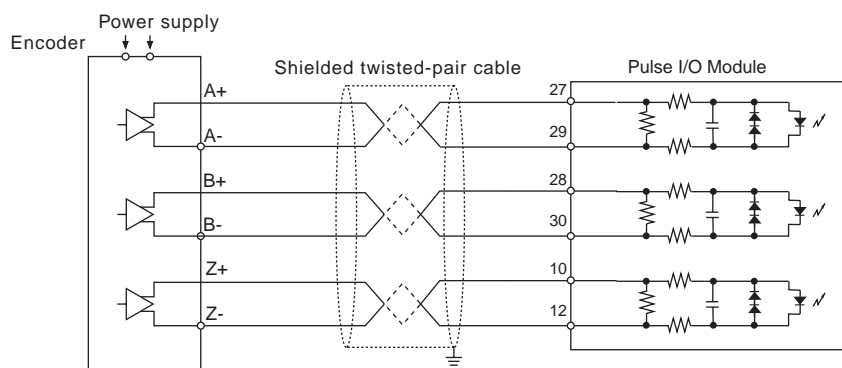 Power supply
Encoder
Shielded twisted-pair cable
Pulse I/O Module
A+
27
A-
29
B+
28
B-
30
Z+
10
Z-
12